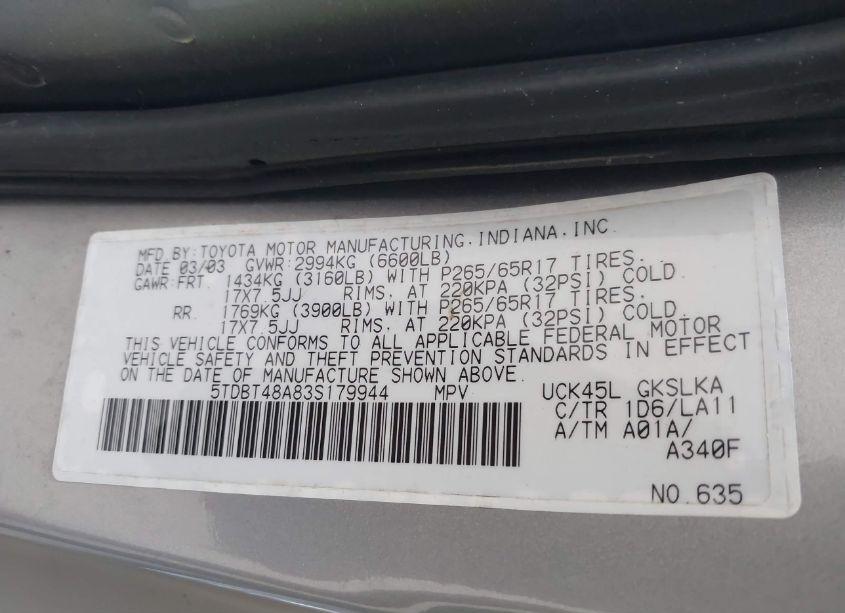 MFD.BY:TOYOTA MOTOR MANUFACTURING.INDIANA.INC.
DATE 03/03 GVWR:2994KG (6600LB)
GAWR:FRT. 1434KG (3160LB) WITH P265/65R17 TIRES.
17X7.5JJ RIMS. AT 220KPA (32PSI) COLD.
RR. 1769KG (3900LB) WITH P265/65R17 TIRES.
17X7.5JJ RIMS. AT 220KPA (32PSI) COLD.
THIS VEHICLE CONFORMS TO ALL APPLICABLE FEDERAL MOTOR
VEHICLE SAFETY AND THEFT PREVENTION STANDARDS IN EFFECT
ON THE DATE OF MANUFACTURE SHOWN ABOVE.
5TDBT48A83S179944 MPV UCK45L GKSLKA
C/TR 1D6/LA11
A/TM A01A/
A340F
NO.635